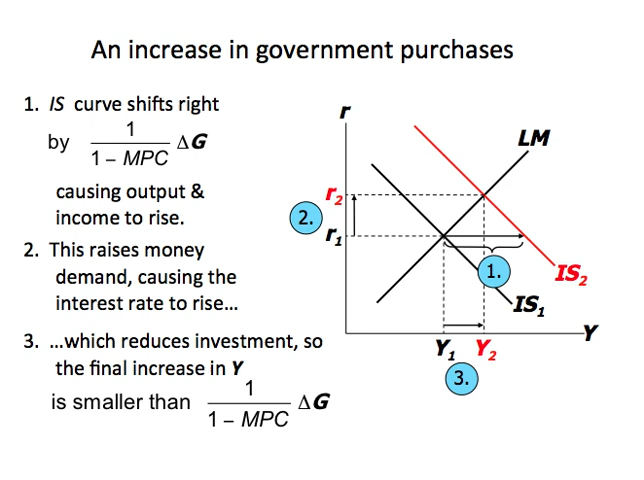 An increase in government purchases
1. IS curve shifts right
by 1 / 1 – MPC ΔG
causing output &
income to rise.
2. This raises money
demand, causing the
interest rate to rise…
3. …which reduces investment, so
the final increase in Y
is smaller than 1 / 1 – MPC ΔG
r
LM
r2
2.
r1
1.
IS2
IS1
Y
Y1 Y2
3.